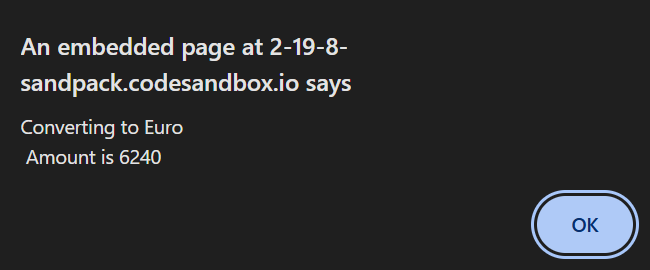 An embedded page at 2-19-8-
sandpack.codesandbox.io says
Converting to Euro
Amount is 6240
OK